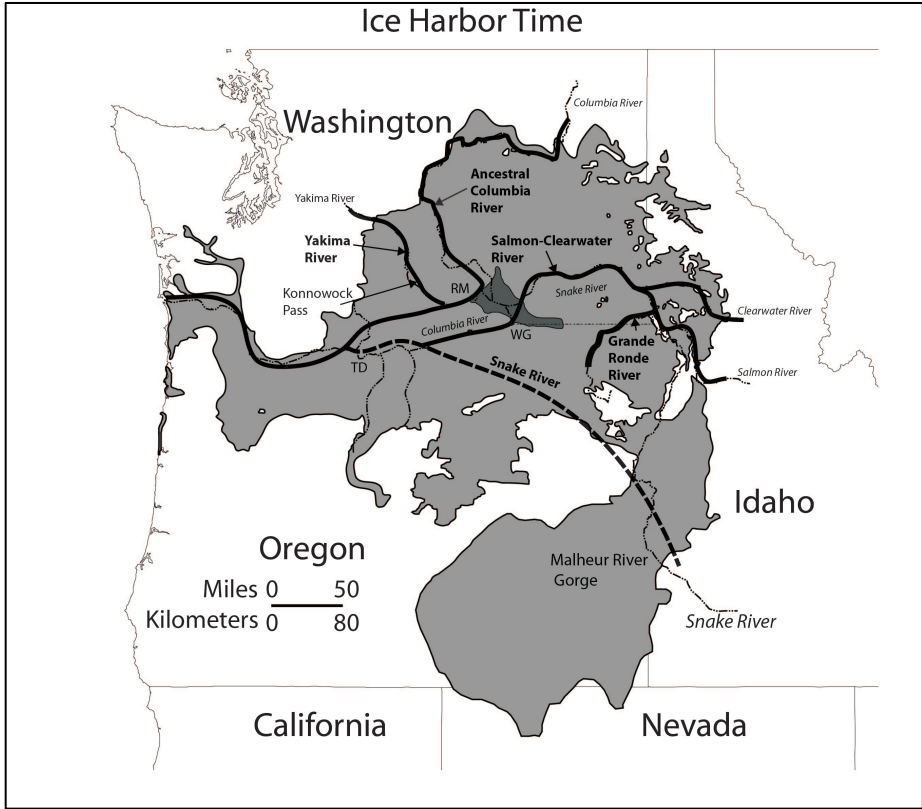 Ice Harbor Time
Columbia River
Washington
Ancestral
Columbia
River
Yakima River
Yakima
River
Salmon-Clearwater
River
Konnowock
Pass
RM
Snake River
Columbia River
WG
Clearwater River
TD
Grande
Ronde
River
Snake River
Salmon River
Idaho
Oregon
Miles 0 50
Kilometers 0 80
Malheur River
Gorge
Snake River
California
Nevada